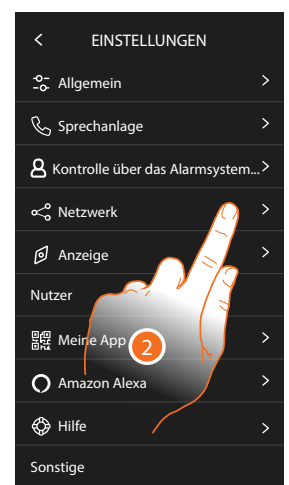 EINSTELLUNGEN
Allgemein
Sprechanlage
Kontrolle über das Alarmsystem...
Netzwerk
Anzeige
Nutzer
Meine App
2
Amazon Alexa
Hilfe
Sonstige